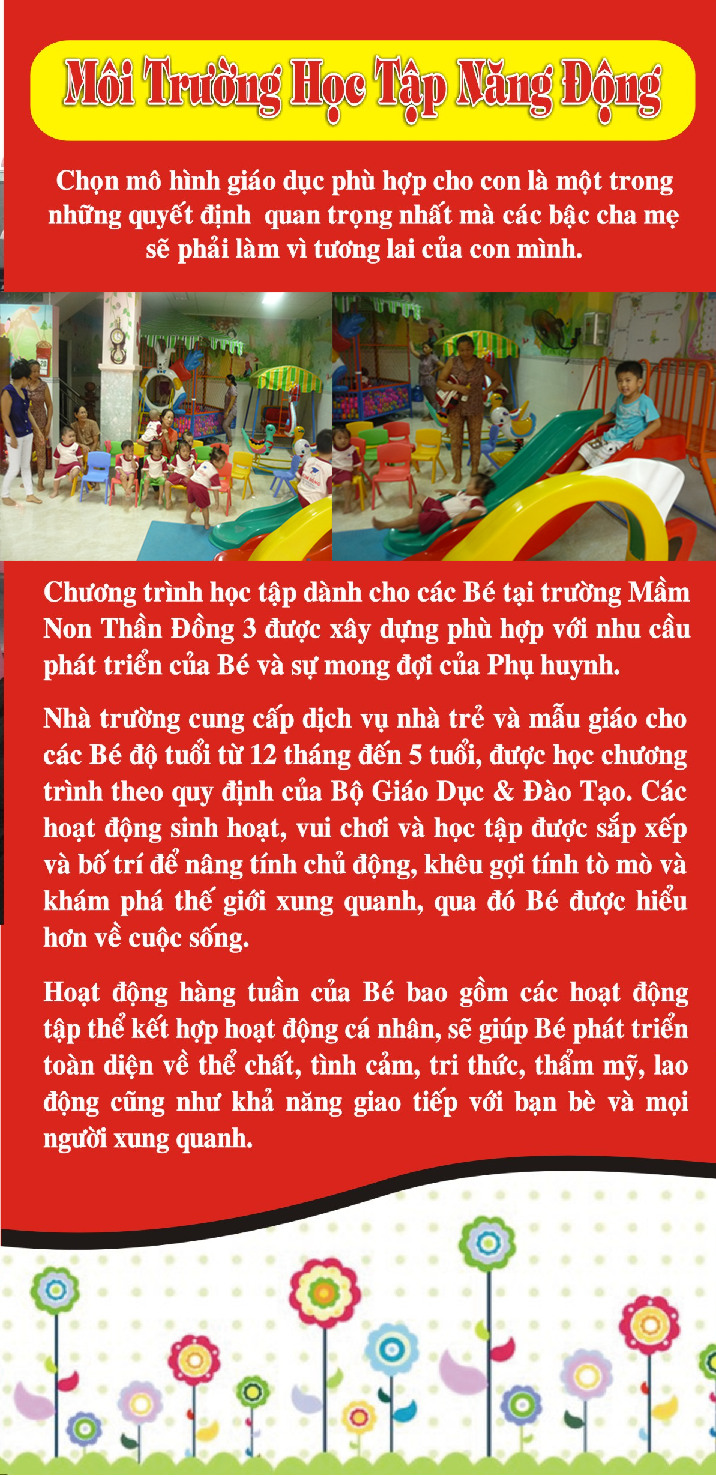 Môi Trường Học Tập Năng Động
Chọn mô hình giáo dục phù hợp cho con là một trong
những quyết định quan trọng nhất mà các bậc cha mẹ
sẽ phải làm vì tương lai của con mình.
Chương trình học tập dành cho các Bé tại trường Mầm
Non Thần Đồng 3 được xây dựng phù hợp với nhu cầu
phát triển của Bé và sự mong đợi của Phụ huynh.
Nhà trường cung cấp dịch vụ nhà trẻ và mẫu giáo cho
các Bé độ tuổi từ 12 tháng đến 5 tuổi, được học chương
trình theo quy định của Bộ Giáo Dục & Đào Tạo. Các
hoạt động sinh hoạt, vui chơi và học tập được sắp xếp
và bố trí để nâng tính chủ động, khêu gợi tính tò mò và
khám phá thế giới xung quanh, qua đó Bé được hiểu
hơn về cuộc sống.
Hoạt động hàng tuần của Bé bao gồm các hoạt động
tập thể kết hợp hoạt động cá nhân, sẽ giúp Bé phát triển
toàn diện về thể chất, tình cảm, tri thức, thẩm mỹ, lao
động cũng như khả năng giao tiếp với bạn bè và mọi
người xung quanh.